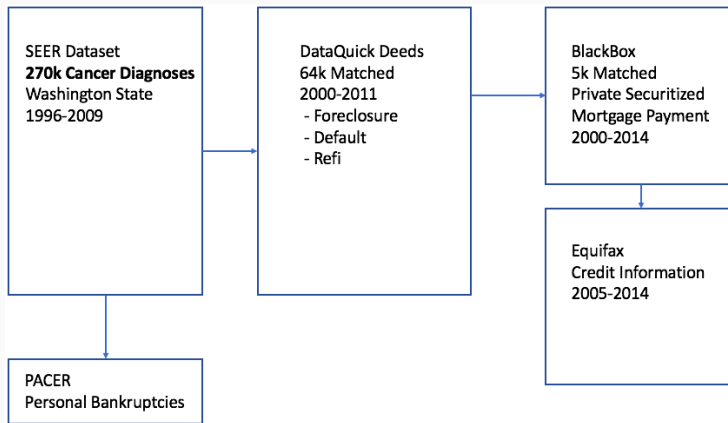 SEER Dataset
270k Cancer Diagnoses
Washington State
1996-2009
DataQuick Deeds
64k Matched
2000-2011
- Foreclosure
- Default
- Refi
BlackBox
5k Matched
Private Securitized
Mortgage Payment
2000-2014
Equifax
Credit Information
2005-2014
PACER
Personal Bankruptcies